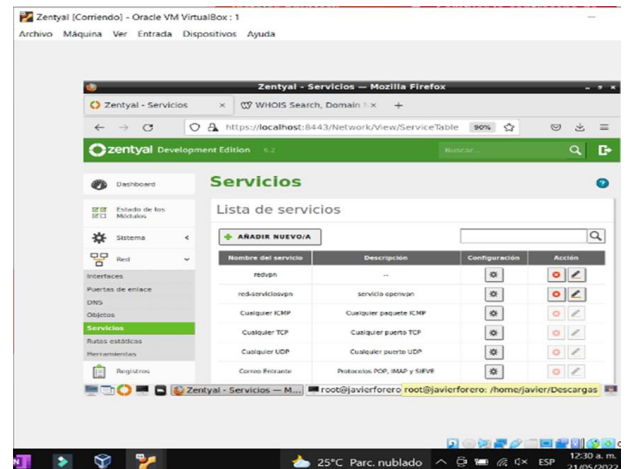 Zentyal [Corriendo] - Oracle VM VirtualBox : 1
Archivo Máquina Ver Entrada Dispositivos Ayuda
Zentyal - Servicios — Mozilla Firefox
Zentyal - Servicios × WHOIS Search, Domain × +
https://localhost:8443/Network/View/ServiceTable 90%
zentyal Development Edition 6.2 Buscar...
Dashboard
Estado de los Módulos
Sistema
Red
Interfaces
Puertas de enlace
DNS
Objetos
Servicios
Rutas estáticas
Herramientas
Registros
Servicios
Lista de servicios
+ AÑADIR NUEVO/A
Nombre del servicio Descripción Configuración Acción
redvpn --
red-serviciosvpn servicio openvpn
Cualquier ICMP Cualquier paquete ICMP
Cualquier TCP Cualquier puerto TCP
Cualquier UDP Cualquier puerto UDP
Correo Entrante Protocolos POP, IMAP y SIEVE
Zentyal - Servicios — M... root@javierforero root@javierforero: /home/javier/Descargas
25°C Parc. nublado ESP 12:30 a. m.
21/05/2022